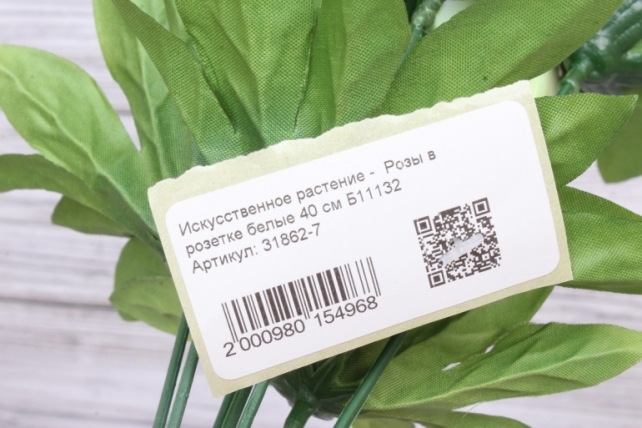 Искусственное растение -  Розы в
розетке белые 40 см Б11132
Артикул: 31862-7
2 000980 154968